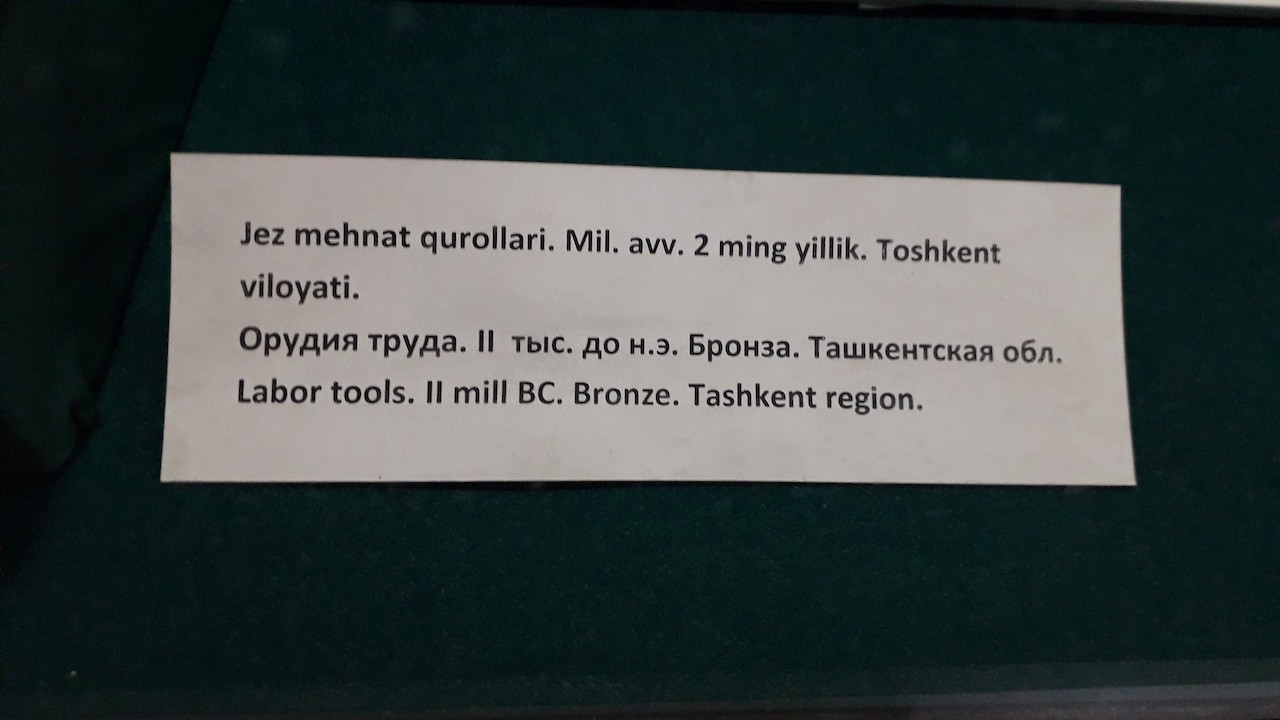 Jez mehnat qurollari. Mil. avv. 2 ming yillik. Toshkent
viloyati.
Орудия труда. II тыс. до н.э. Бронза. Ташкентская обл.
Labor tools. II mill BC. Bronze. Tashkent region.